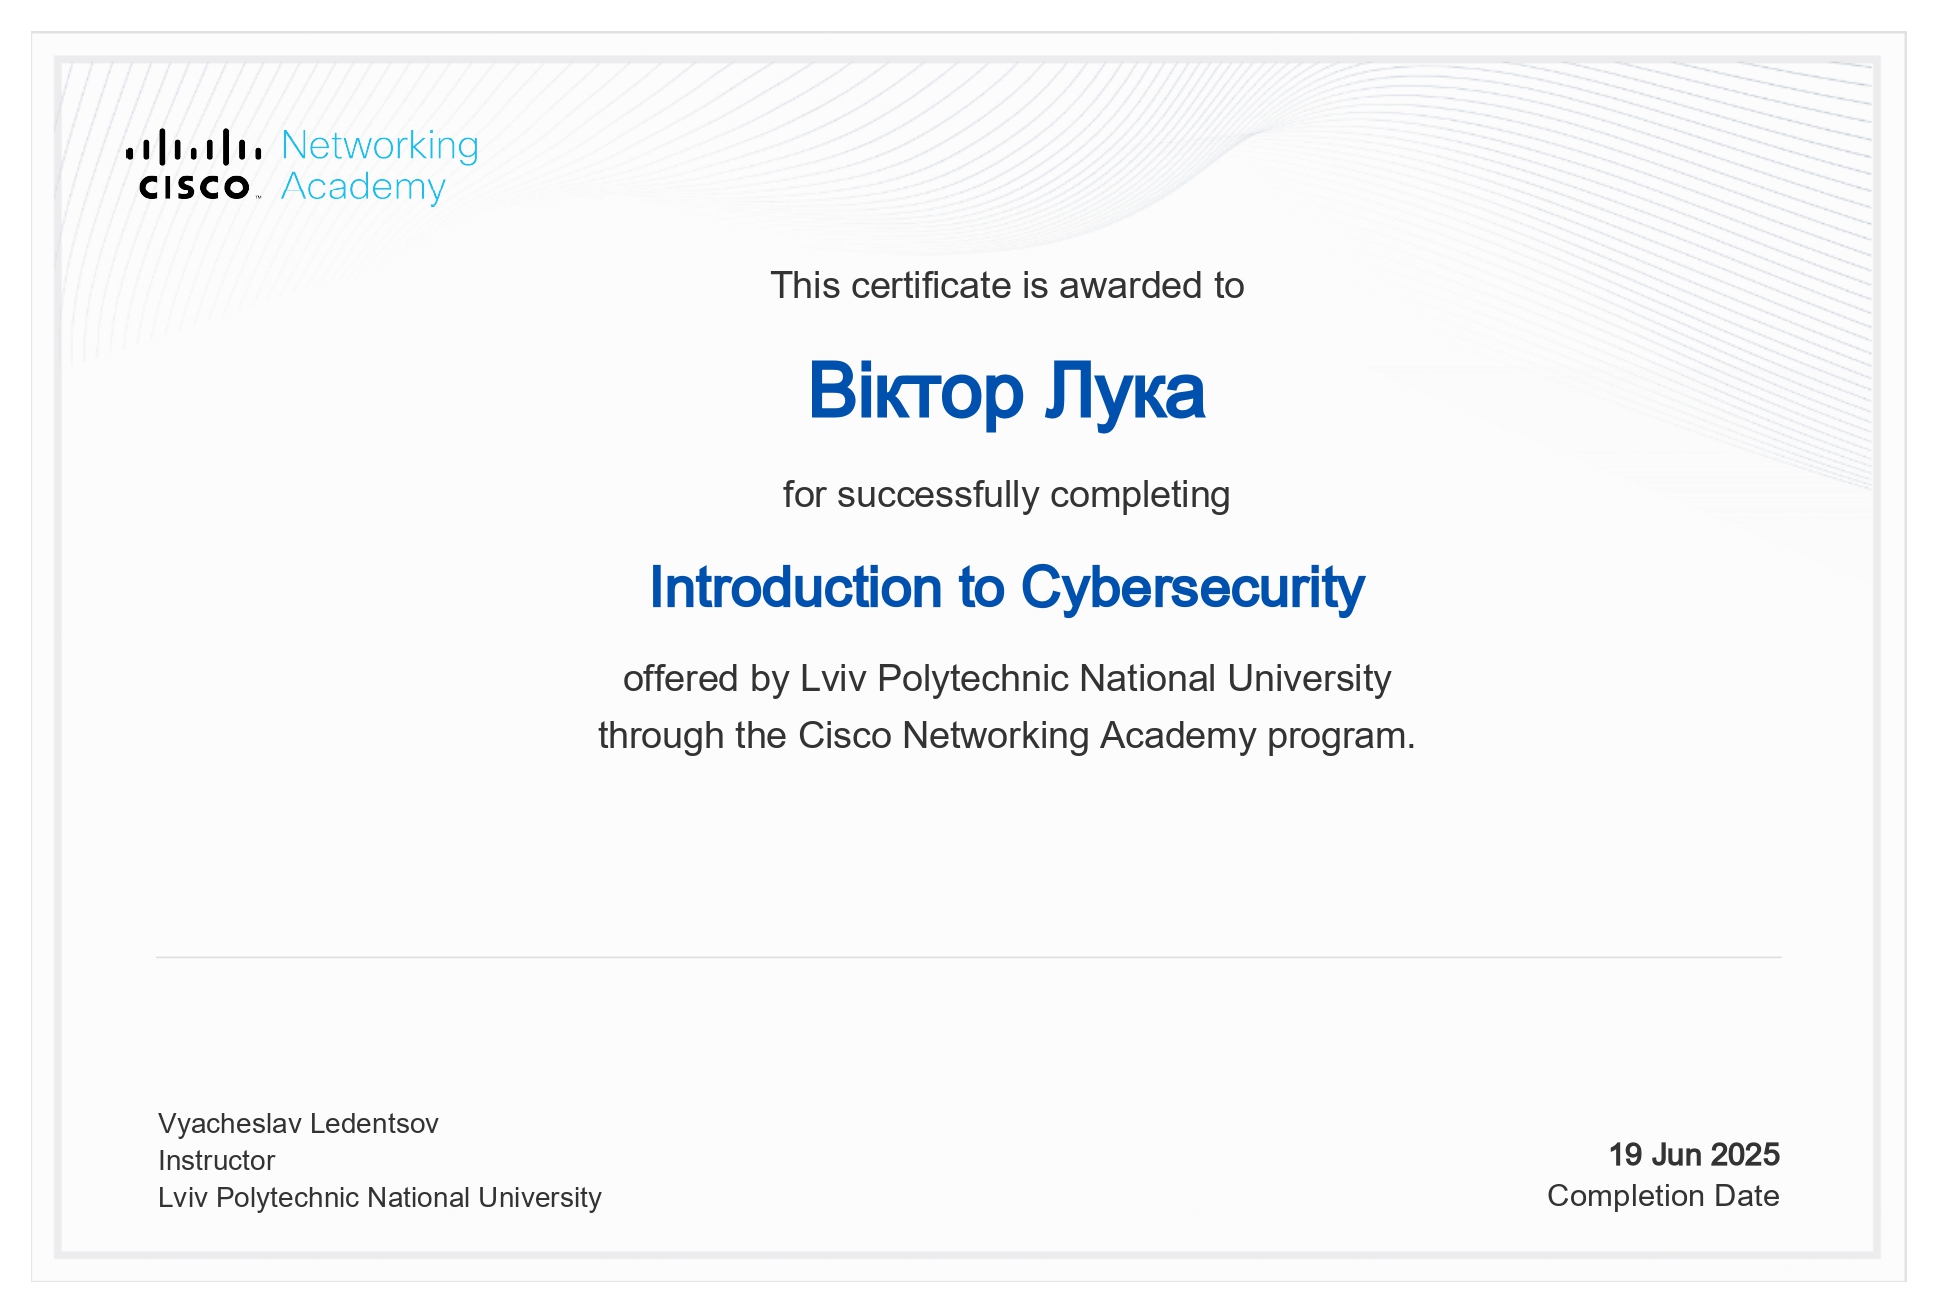 CISCO™ Networking
Academy
This certificate is awarded to
Віктор Лука
for successfully completing
Introduction to Cybersecurity
offered by Lviv Polytechnic National University
through the Cisco Networking Academy program.
Vyacheslav Ledentsov
Instructor
Lviv Polytechnic National University
19 Jun 2025
Completion Date